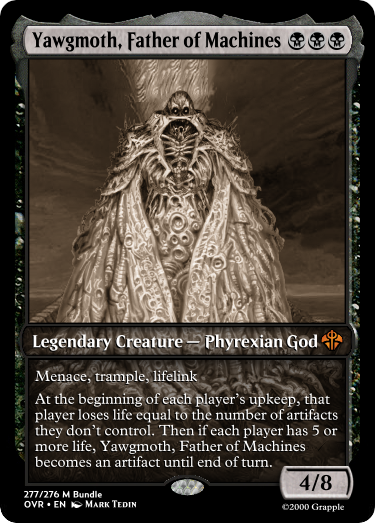 Yawgmoth, Father of Machines
Legendary Creature — Phyrexian God
Menace, trample, lifelink
At the beginning of each player's upkeep, that
player loses life equal to the number of artifacts
they don't control. Then if each player has 5 or
more life, Yawgmoth, Father of Machines
becomes an artifact until end of turn.
4/8
277/276 M Bundle
OVR • EN Mark Tedin
©2000 Grapple